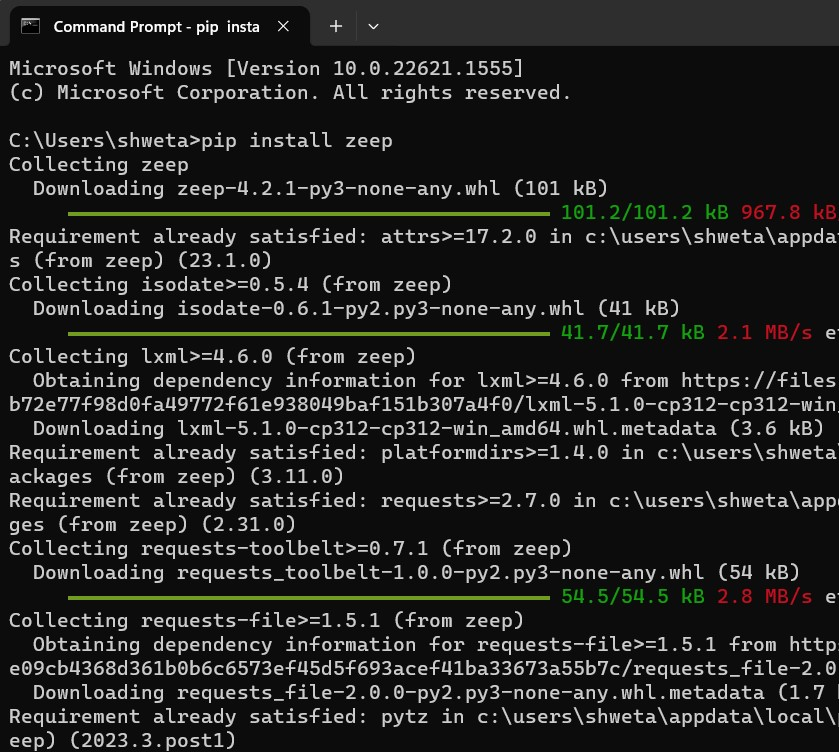 Command Prompt - pip insta
Microsoft Windows [Version 10.0.22621.1555]
(c) Microsoft Corporation. All rights reserved.
C:\Users\shweta>pip install zeep
Collecting zeep
Downloading zeep-4.2.1-py3-none-any.whl (101 kB)
101.2/101.2 kB 967.8 kB
Requirement already satisfied: attrs>=17.2.0 in c:\users\shweta\appda
s (from zeep) (23.1.0)
Collecting isodate>=0.5.4 (from zeep)
Downloading isodate-0.6.1-py2.py3-none-any.whl (41 kB)
41.7/41.7 kB 2.1 MB/s et
Collecting lxml>=4.6.0 (from zeep)
Obtaining dependency information for lxml>=4.6.0 from https://files
b72e77f98d0fa49772f61e938049baf151b307a4f0/lxml-5.1.0-cp312-cp312-win_
Downloading lxml-5.1.0-cp312-cp312-win_amd64.whl.metadata (3.6 kB)
Requirement already satisfied: platformdirs>=1.4.0 in c:\users\shweta\
ackages (from zeep) (3.11.0)
Requirement already satisfied: requests>=2.7.0 in c:\users\shweta\app
ges (from zeep) (2.31.0)
Collecting requests-toolbelt>=0.7.1 (from zeep)
Downloading requests_toolbelt-1.0.0-py2.py3-none-any.whl (54 kB)
54.5/54.5 kB 2.8 MB/s et
Collecting requests-file>=1.5.1 (from zeep)
Obtaining dependency information for requests-file>=1.5.1 from http
e09cb4368d361b0b6c6573ef45d5f693acef41ba33673a55b7c/requests_file-2.0
Downloading requests_file-2.0.0-py2.py3-none-any.whl.metadata (1.7
Requirement already satisfied: pytz in c:\users\shweta\appdata\local\
eep) (2023.3.post1)